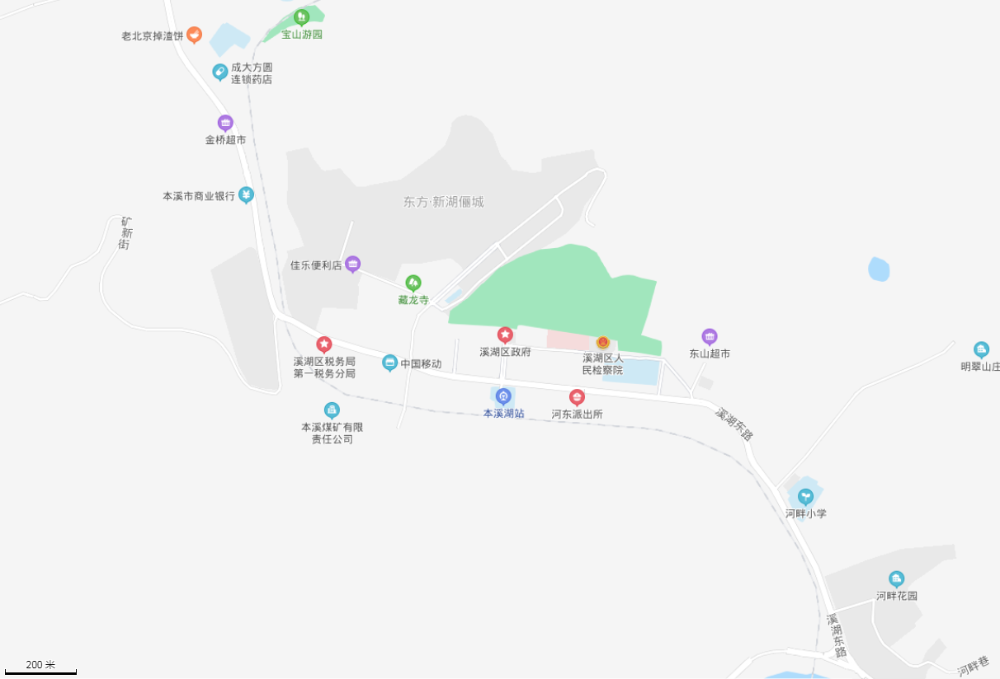 宝山游园
老北京掉渣饼
成大方圆
连锁药店
金桥超市
本溪市商业银行
东方·新湖俪城
矿新街
佳乐便利店
藏龙寺
溪湖区政府
东山超市
溪湖区税务局
第一税务分局
中国移动
溪湖区人
民检察院
明翠山庄
本溪湖站
河东派出所
溪湖东路
本溪煤矿有限
责任公司
河畔小学
河畔花园
溪湖东路
河畔巷
200 米